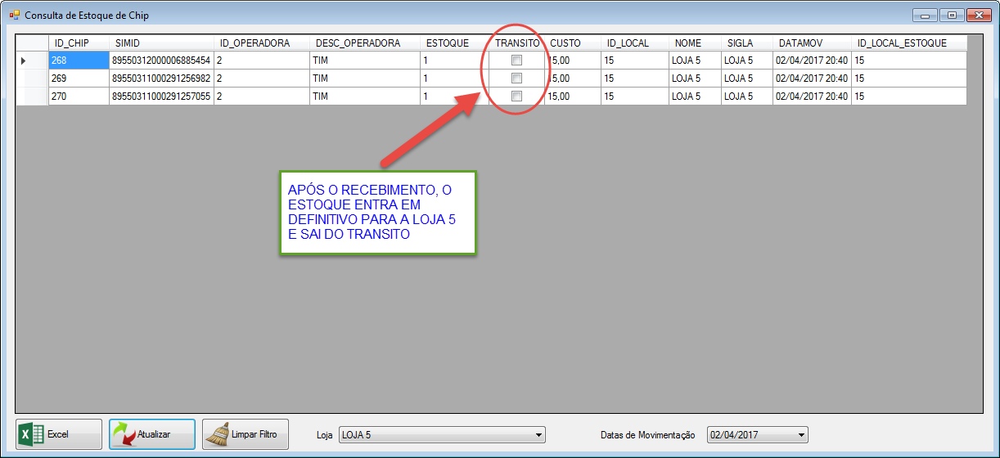 Consulta de Estoque de Chip
ID_CHIP SIMID ID_OPERADORA DESC_OPERADORA ESTOQUE TRANSITO CUSTO ID_LOCAL NOME SIGLA DATAMOV ID_LOCAL_ESTOQUE
268 89550312000006885454 2 TIM 1 15,00 15 LOJA 5 LOJA 5 02/04/2017 20:40 15
269 89550311000291256982 2 TIM 1 15,00 15 LOJA 5 LOJA 5 02/04/2017 20:40 15
270 89550311000291257055 2 TIM 1 15,00 15 LOJA 5 LOJA 5 02/04/2017 20:40 15
APÓS O RECEBIMENTO, O
ESTOQUE ENTRA EM
DEFINITIVO PARA A LOJA 5
E SAI DO TRANSITO
Excel Atualizar Limpar Filtro Loja LOJA 5 Datas de Movimentação 02/04/2017